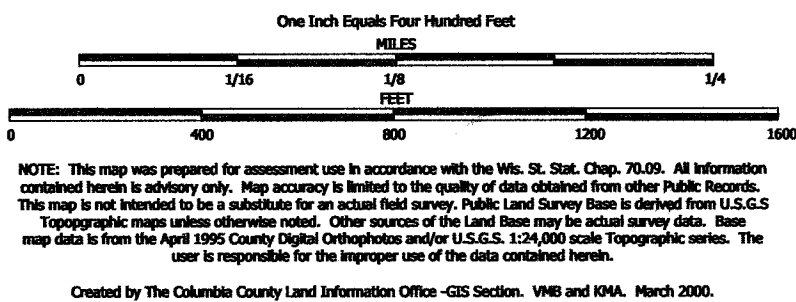 One Inch Equals Four Hundred Feet
MILES
0 1/16 1/8 1/4
FEET
0 400 800 1200 1600
NOTE: This map was prepared for assessment use in accordance with the Wis. St. Stat. Chap. 70.09. All information
contained herein is advisory only. Map accuracy is limited to the quality of data obtained from other Public Records.
This map is not intended to be a substitute for an actual field survey. Public Land Survey Base is derived from U.S.G.S
Topopgraphic maps unless otherwise noted. Other sources of the Land Base may be actual survey data. Base
map data is from the April 1995 County Digital Orthophotos and/or U.S.G.S. 1:24,000 scale Topographic series. The
user is responsible for the improper use of the data contained herein.
Created by The Columbia County Land Information Office -GIS Section. VMB and KMA. March 2000.